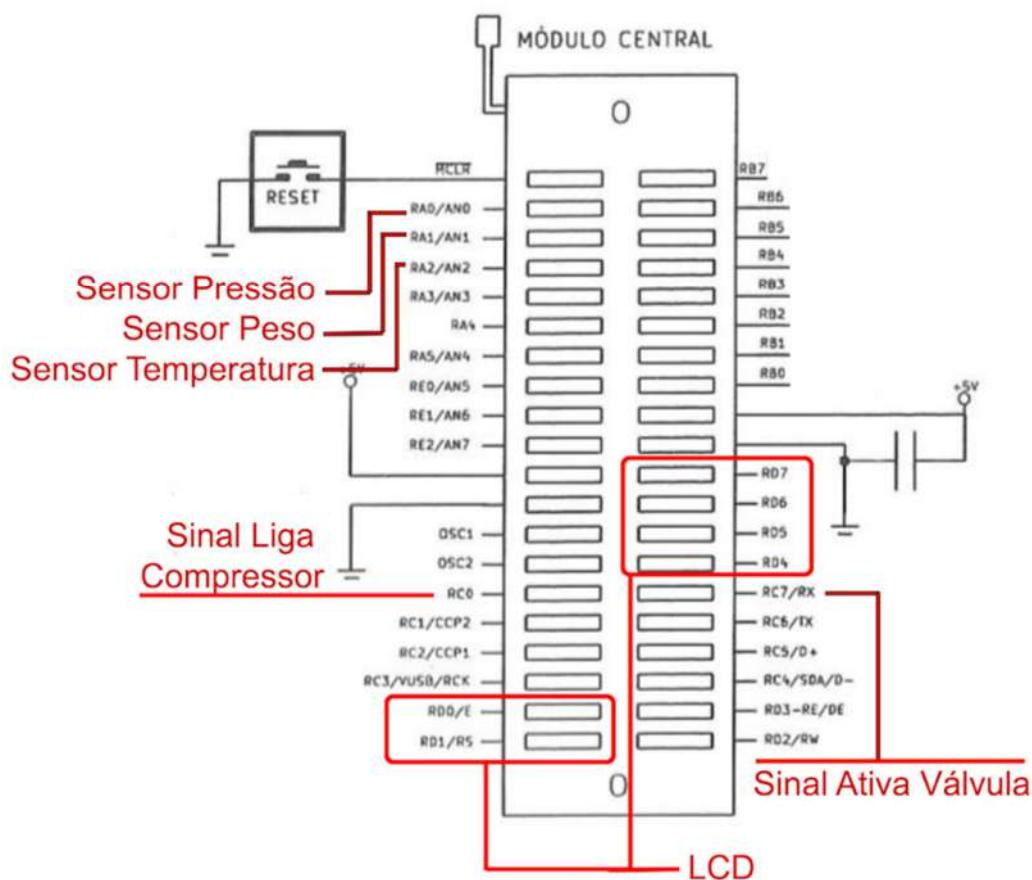 MÓDULO CENTRAL
O
MCLR
RESET
RA0/AN0
RA1/AN1
RA2/AN2
RA3/AN3
RA4
RA5/AN4
RE0/AN5
RE1/AN6
RE2/AN7
OSC1
OSC2
RC0
RC1/CCP2
RC2/CCP1
RC3/VUSB/RCK
RD0/E
RD1/RS
Sensor Pressão
Sensor Peso
Sensor Temperatura
+5V
Sinal Liga
Compressor
RB7
RB6
RB5
RB4
RB3
RB2
RB1
RB0
+5V
RD7
RD6
RD5
RD4
RC7/RX
RC6/TX
RC5/D+
RC4/SDA/D-
RD3-RE/DE
RD2/RW
Sinal Ativa Válvula
O
LCD